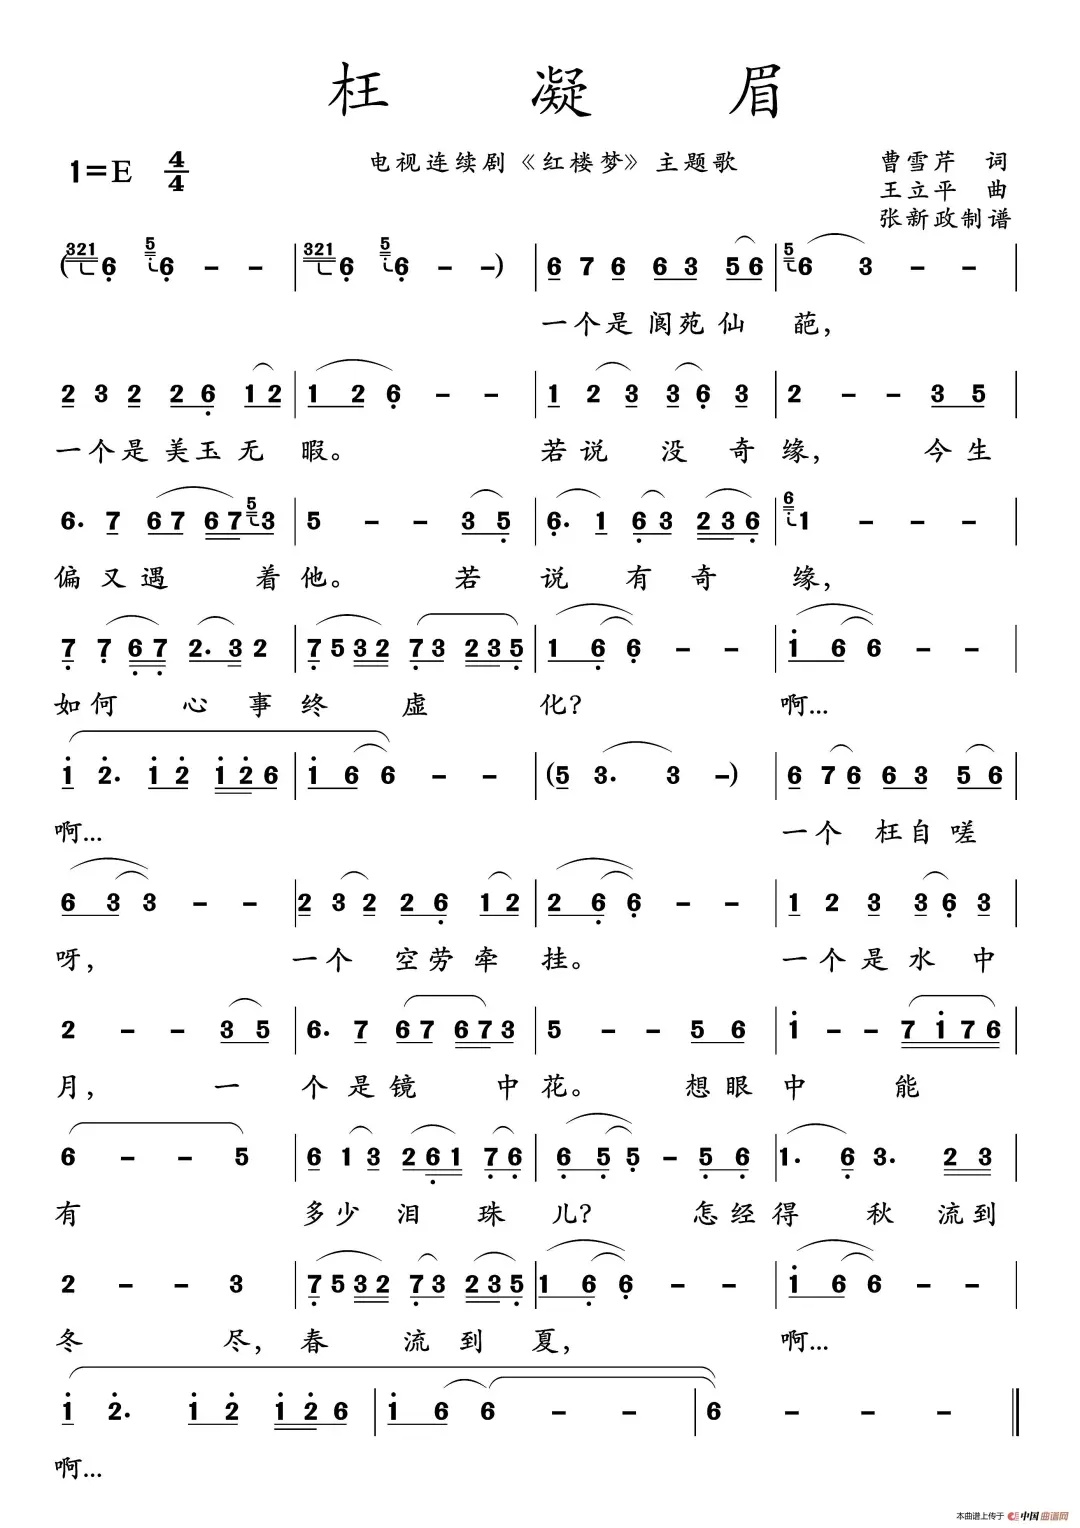 枉凝眉
1=E 4/4 电视连续剧《红楼梦》主题歌 曹雪芹 词
王立平 曲
张新政制谱
(321 6 5 6 - - | 321 6 5 6 - -) | 6 7 6 6 3 5 6 | 5 6 3 - - |
一个是阆苑仙 葩,
2 3 2 2 6 1 2 | 1 2 6 - - | 1 2 3 3 6 3 | 2 - - 3 5 |
一个是美玉无 暇。 若说 没 奇 缘, 今生
6. 7 6 7 6 7 5 3 | 5 - - 3 5 | 6. 1 6 3 2 3 6 | 6 1 - - - |
偏又遇 着 他。 若 说 有 奇 缘,
7 7 6 7 2. 3 2 | 7 5 3 2 7 3 2 3 5 | 1 6 6 - - | 1 6 6 - - |
如何 心 事 终 虚 化? 啊...
1 2. 1 2 1 2 6 | 1 6 6 - - | (5 3. 3 -) | 6 7 6 6 3 5 6 |
啊... 一个 枉自嗟
6 3 3 - - | 2 3 2 2 6 1 2 | 2 6 6 - - | 1 2 3 3 6 3 |
呀, 一个 空劳牵 挂。 一个是水中
2 - - 3 5 | 6. 7 6 7 6 7 3 | 5 - - 5 6 | 1 - - 7 1 7 6 |
月, 一 个是镜 中 花。 想眼 中 能
6 - - 5 | 6 1 3 2 6 1 7 6 | 6 5 5 - 5 6 | 1. 6 3. 2 3 |
有 多少 泪 珠 儿? 怎经 得 秋 流到
2 - - 3 | 7 5 3 2 7 3 2 3 5 | 1 6 6 - - | 1 6 6 - - |
冬 尽, 春 流到 夏, 啊...
1 2. 1 2 1 2 6 | 1 6 6 - - | 6 - - - ||
啊...
本曲谱上传于 中国曲谱网